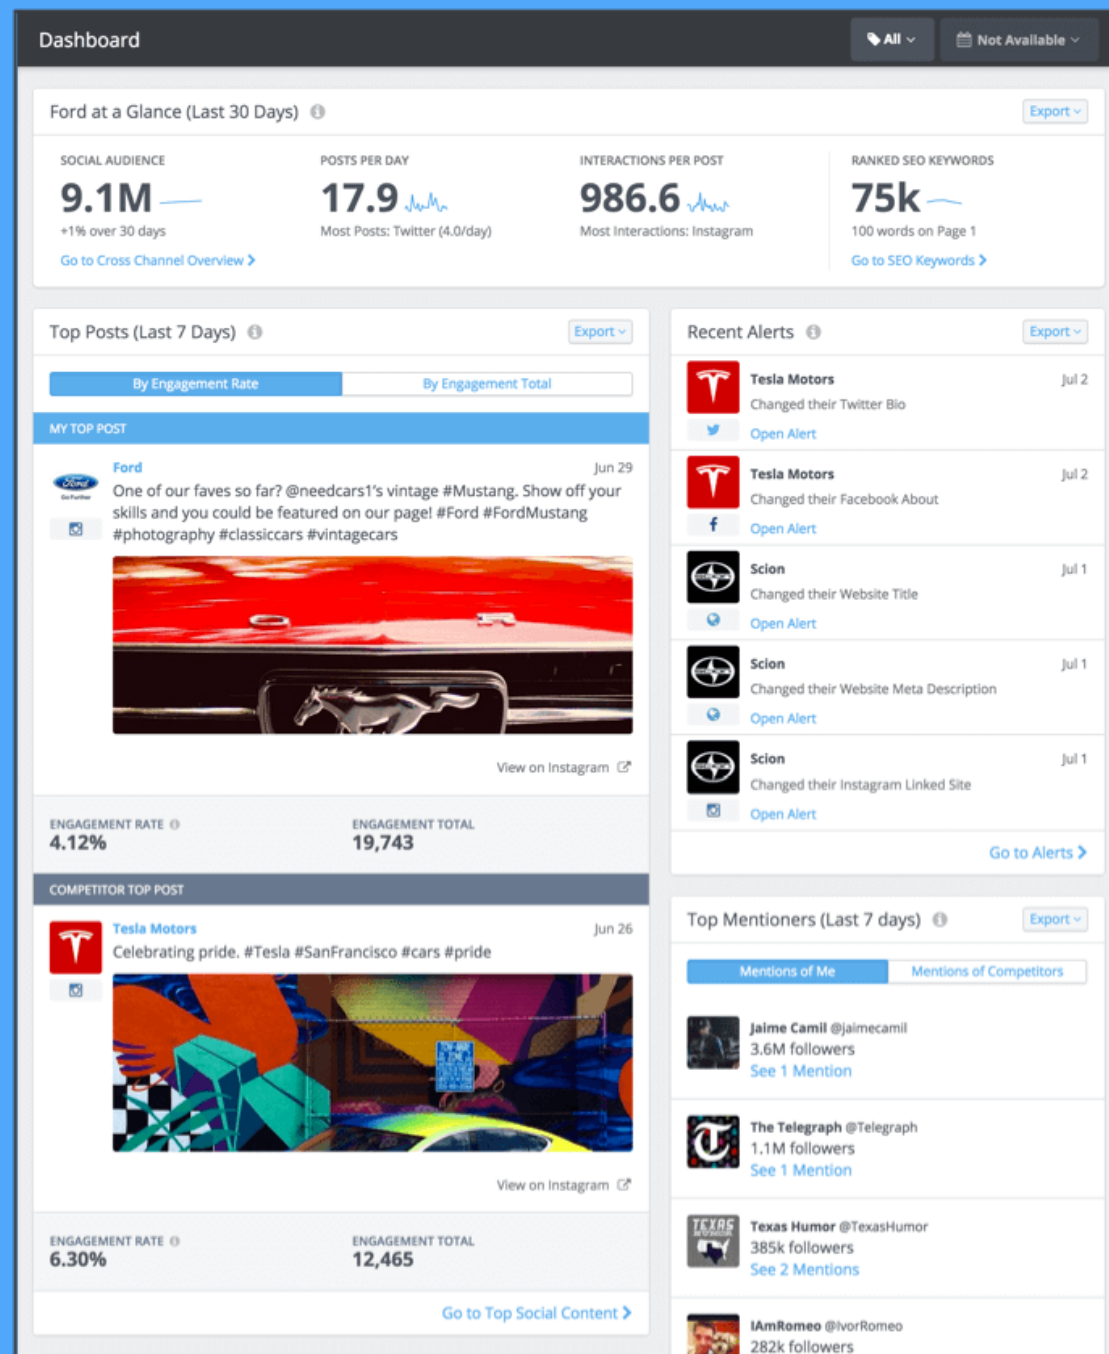 Dashboard
All
Not Available
Ford at a Glance (Last 30 Days)
Export
SOCIAL AUDIENCE
9.1M
+1% over 30 days
Go to Cross Channel Overview
POSTS PER DAY
17.9
Most Posts: Twitter (4.0/day)
INTERACTIONS PER POST
986.6
Most Interactions: Instagram
RANKED SEO KEYWORDS
75k
100 words on Page 1
Go to SEO Keywords
Top Posts (Last 7 Days)
Export
By Engagement Rate
By Engagement Total
MY TOP POST
Ford
Go Further
Ford
Jun 29
One of our faves so far? @needcars1's vintage #Mustang. Show off your
skills and you could be featured on our page! #Ford #FordMustang
#photography #classiccars #vintagecars
View on Instagram
ENGAGEMENT RATE
4.12%
ENGAGEMENT TOTAL
19,743
COMPETITOR TOP POST
Tesla Motors
Jun 26
Celebrating pride. #Tesla #SanFrancisco #cars #pride
View on Instagram
ENGAGEMENT RATE
6.30%
ENGAGEMENT TOTAL
12,465
Go to Top Social Content
Recent Alerts
Export
Tesla Motors
Jul 2
Changed their Twitter Bio
Open Alert
Tesla Motors
Jul 2
Changed their Facebook About
Open Alert
Scion
Jul 1
Changed their Website Title
Open Alert
Scion
Jul 1
Changed their Website Meta Description
Open Alert
Scion
Jul 1
Changed their Instagram Linked Site
Open Alert
Go to Alerts
Top Mentioners (Last 7 days)
Export
Mentions of Me
Mentions of Competitors
Jaime Camil @jaimecamil
3.6M followers
See 1 Mention
The Telegraph @Telegraph
1.1M followers
See 1 Mention
TEXAS
Texas Humor @TexasHumor
385k followers
See 2 Mentions
IAmRomeo @IvorRomeo
282k followers